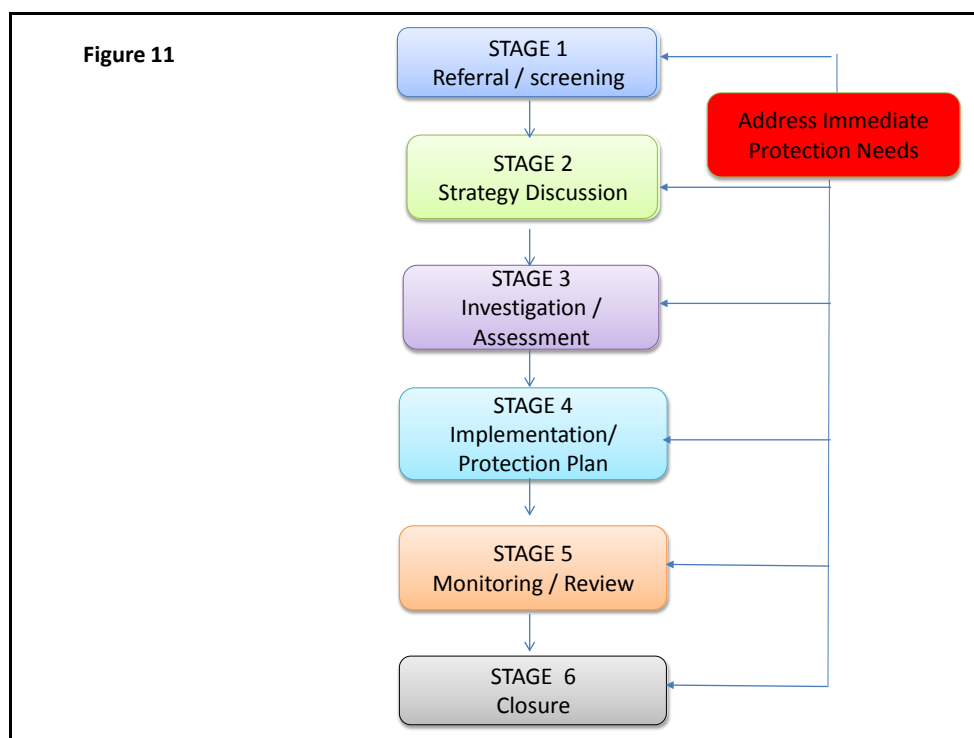 Figure 11
STAGE 1
Referral / screening
Address Immediate
Protection Needs
STAGE 2
Strategy Discussion
STAGE 3
Investigation /
Assessment
STAGE 4
Implementation/
Protection Plan
STAGE 5
Monitoring / Review
STAGE 6
Closure